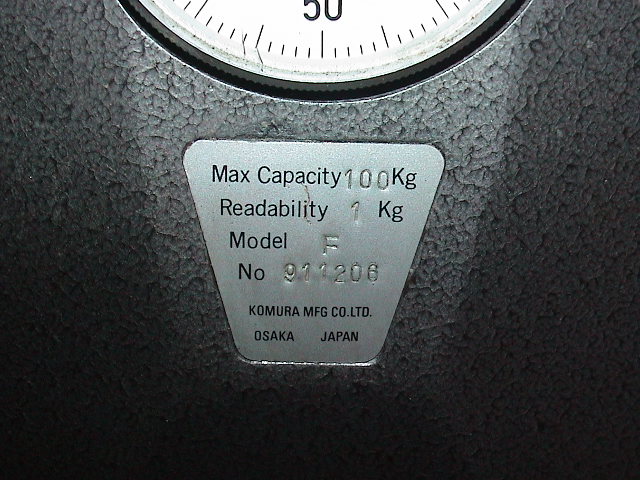 50
Max Capacity 100Kg
Readability 1 Kg
Model F
No 911206
KOMURA MFG CO.LTD.
OSAKA JAPAN